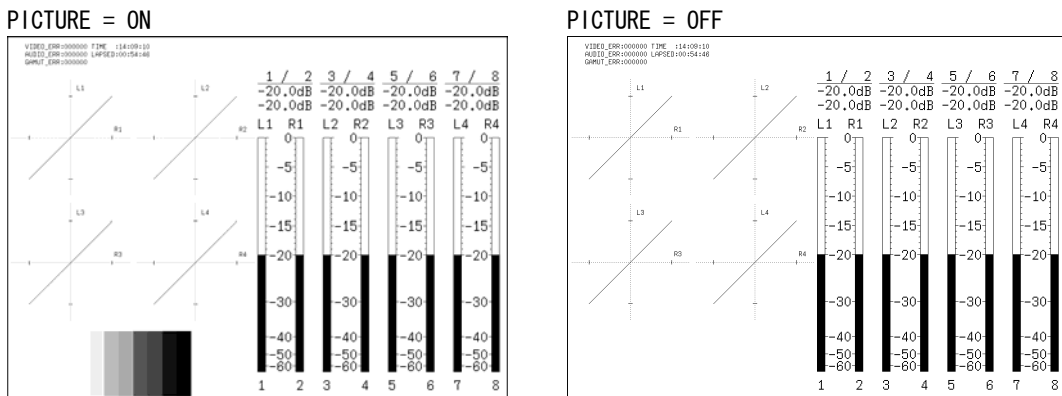 PICTURE = ON
VIDEO_ERR:000000 TIME :14:09:10
AUDIO_ERR:000000 LAPSED:00:54:46
GAMUT_ERR:000000
1 / 2 3 / 4 5 / 6 7 / 8
-20.0dB -20.0dB -20.0dB -20.0dB
-20.0dB -20.0dB -20.0dB -20.0dB
L1 R1 L2 R2 L3 R3 L4 R4
0 0 0 0
-5 -5 -5 -5
-10 -10 -10 -10
-15 -15 -15 -15
-20 -20 -20 -20
-30 -30 -30 -30
-40 -40 -40 -40
-50 -50 -50 -50
-60 -60 -60 -60
1 2 3 4 5 6 7 8
L1 L2
R1 R2
L3 L4
R3 R4
PICTURE = OFF
VIDEO_ERR:000000 TIME :14:09:10
AUDIO_ERR:000000 LAPSED:00:54:46
GAMUT_ERR:000000
1 / 2 3 / 4 5 / 6 7 / 8
-20.0dB -20.0dB -20.0dB -20.0dB
-20.0dB -20.0dB -20.0dB -20.0dB
L1 R1 L2 R2 L3 R3 L4 R4
0 0 0 0
-5 -5 -5 -5
-10 -10 -10 -10
-15 -15 -15 -15
-20 -20 -20 -20
-30 -30 -30 -30
-40 -40 -40 -40
-50 -50 -50 -50
-60 -60 -60 -60
1 2 3 4 5 6 7 8
L1 L2
R1 R2
L3 L4
R3 R4